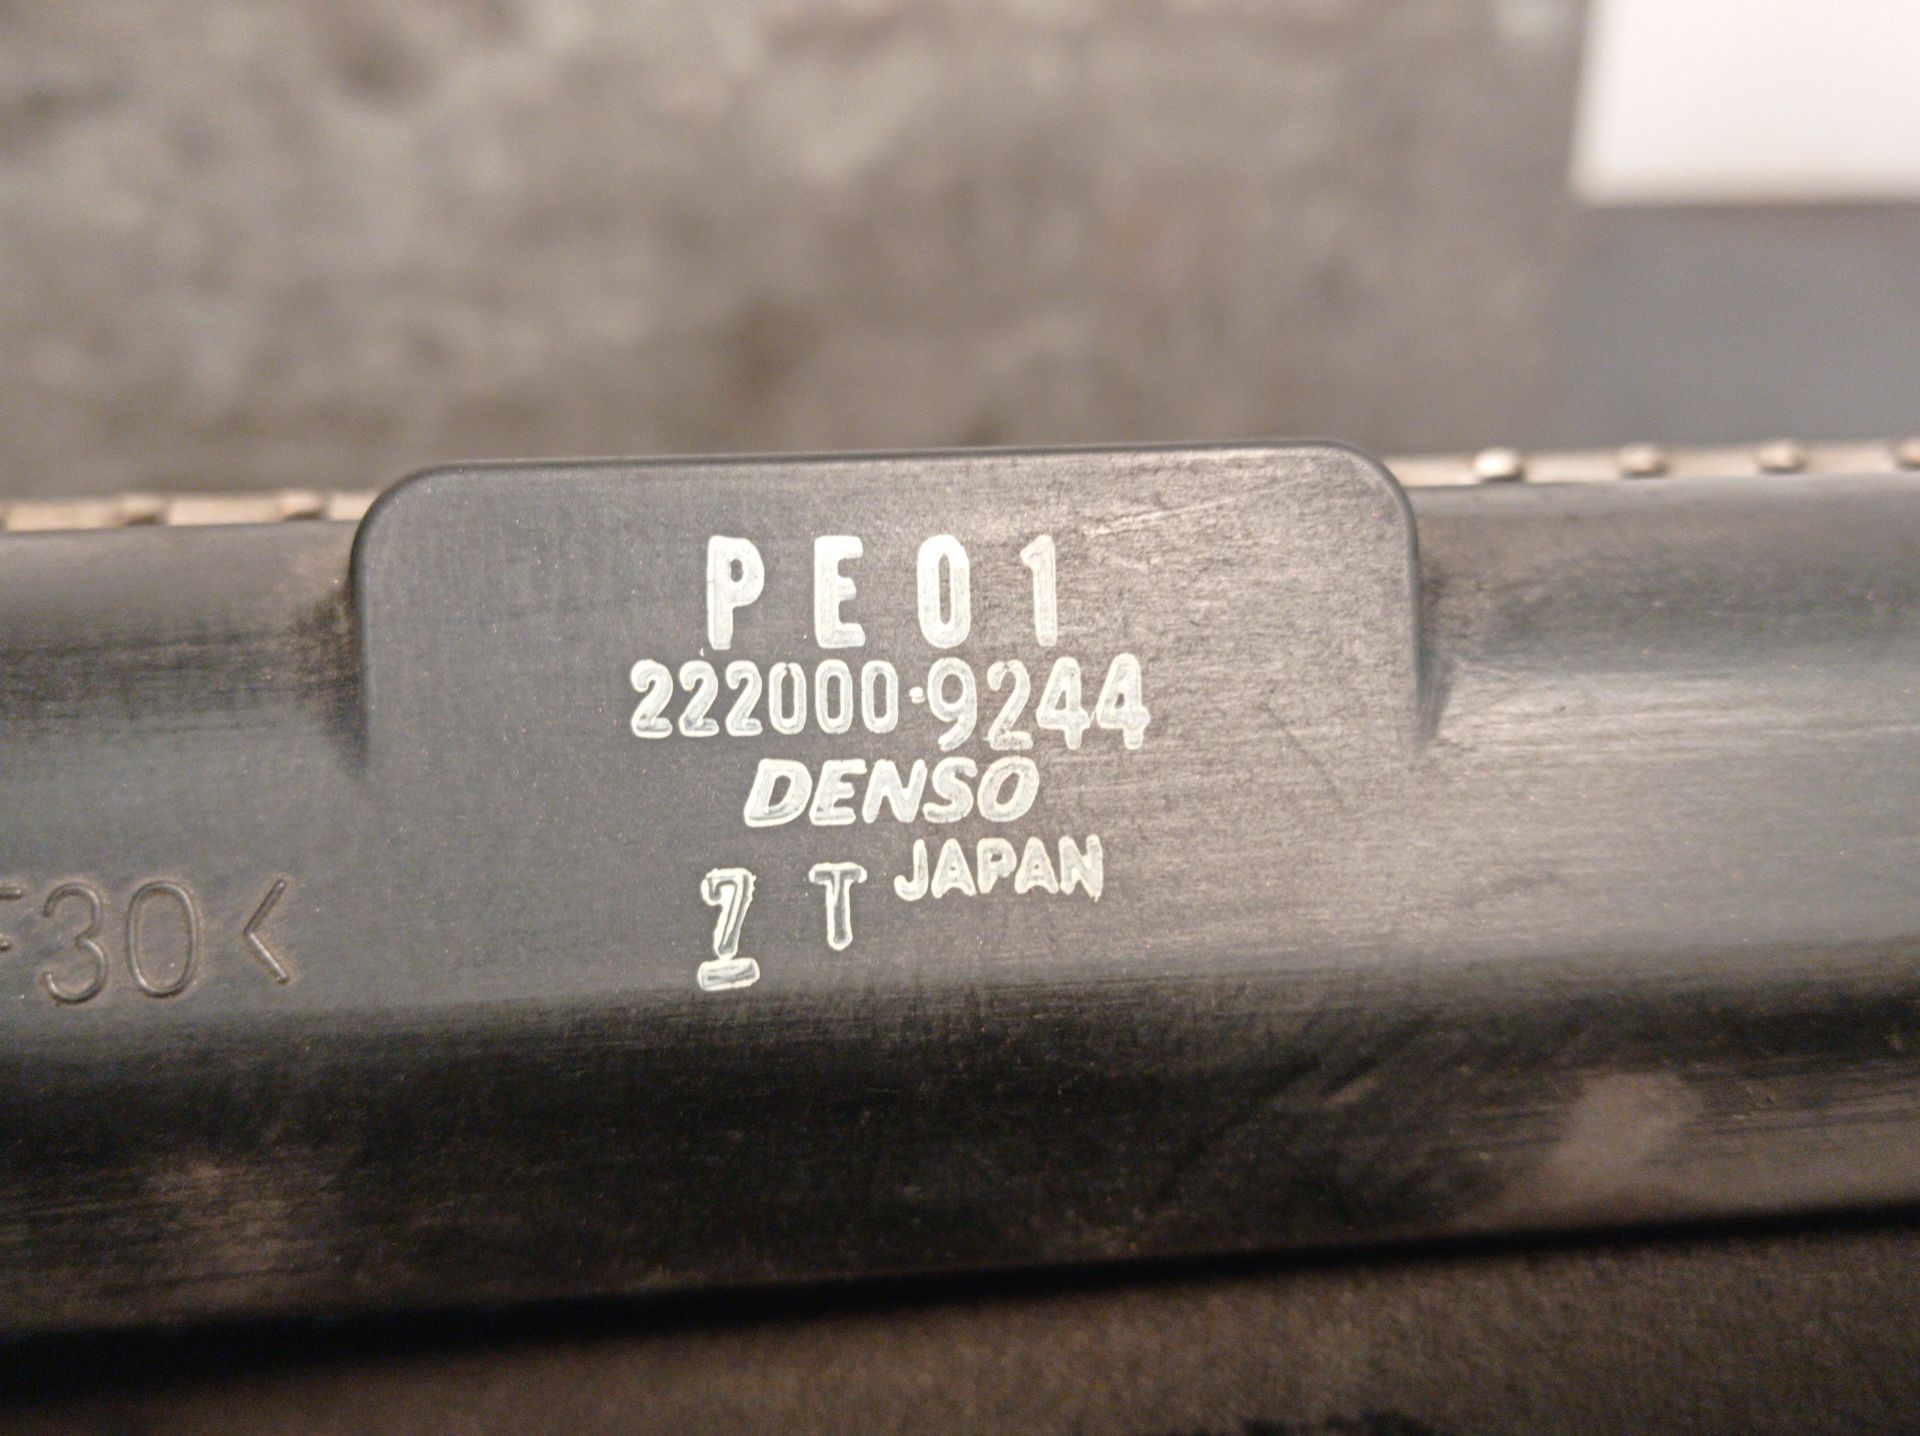 PE01
222000-9244
DENSO
JAPAN
7 T
F30<